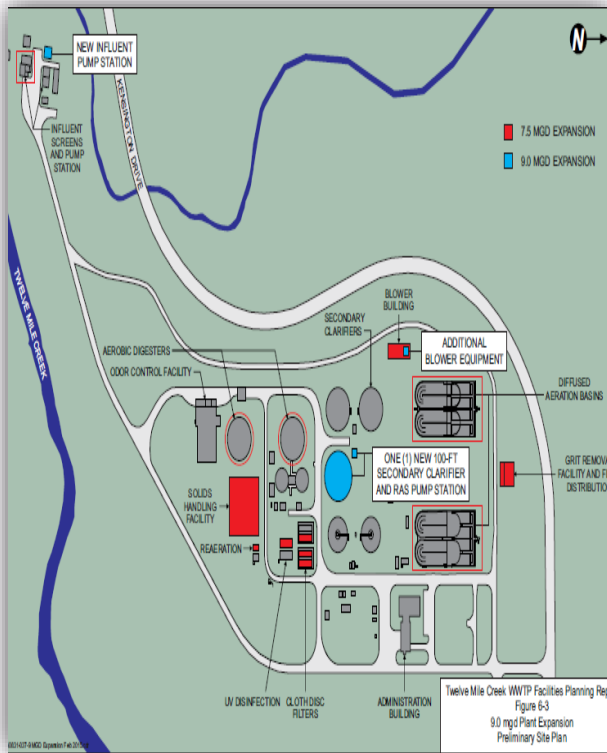 NEW INFLUENT
PUMP STATION
N
INFLUENT
SCREENS
AND PUMP
STATION
KENSINGTON DRIVE
7.5 MGD EXPANSION
9.0 MGD EXPANSION
TWELVE MILE CREEK
BLOWER
BUILDING
SECONDARY
CLARIFIERS
ADDITIONAL
BLOWER EQUIPMENT
AEROBIC DIGESTERS
ODOR CONTROL FACILITY
DIFFUSED
AERATION BASINS
ONE (1) NEW 100-FT
SECONDARY CLARIFIER
AND RAS PUMP STATION
GRIT REMOVA
FACILITY AND F
DISTRIBUTIO
SOLIDS
HANDLING
FACILITY
REAERATION
UV DISINFECTION
CLOTH DISC
FILTERS
ADMINISTRATION
BUILDING
Twelve Mile Creek WWTP Facilities Planning Rep
Figure 6-3
9.0 mgd Plant Expansion
Preliminary Site Plan
MGD Expansion Feb